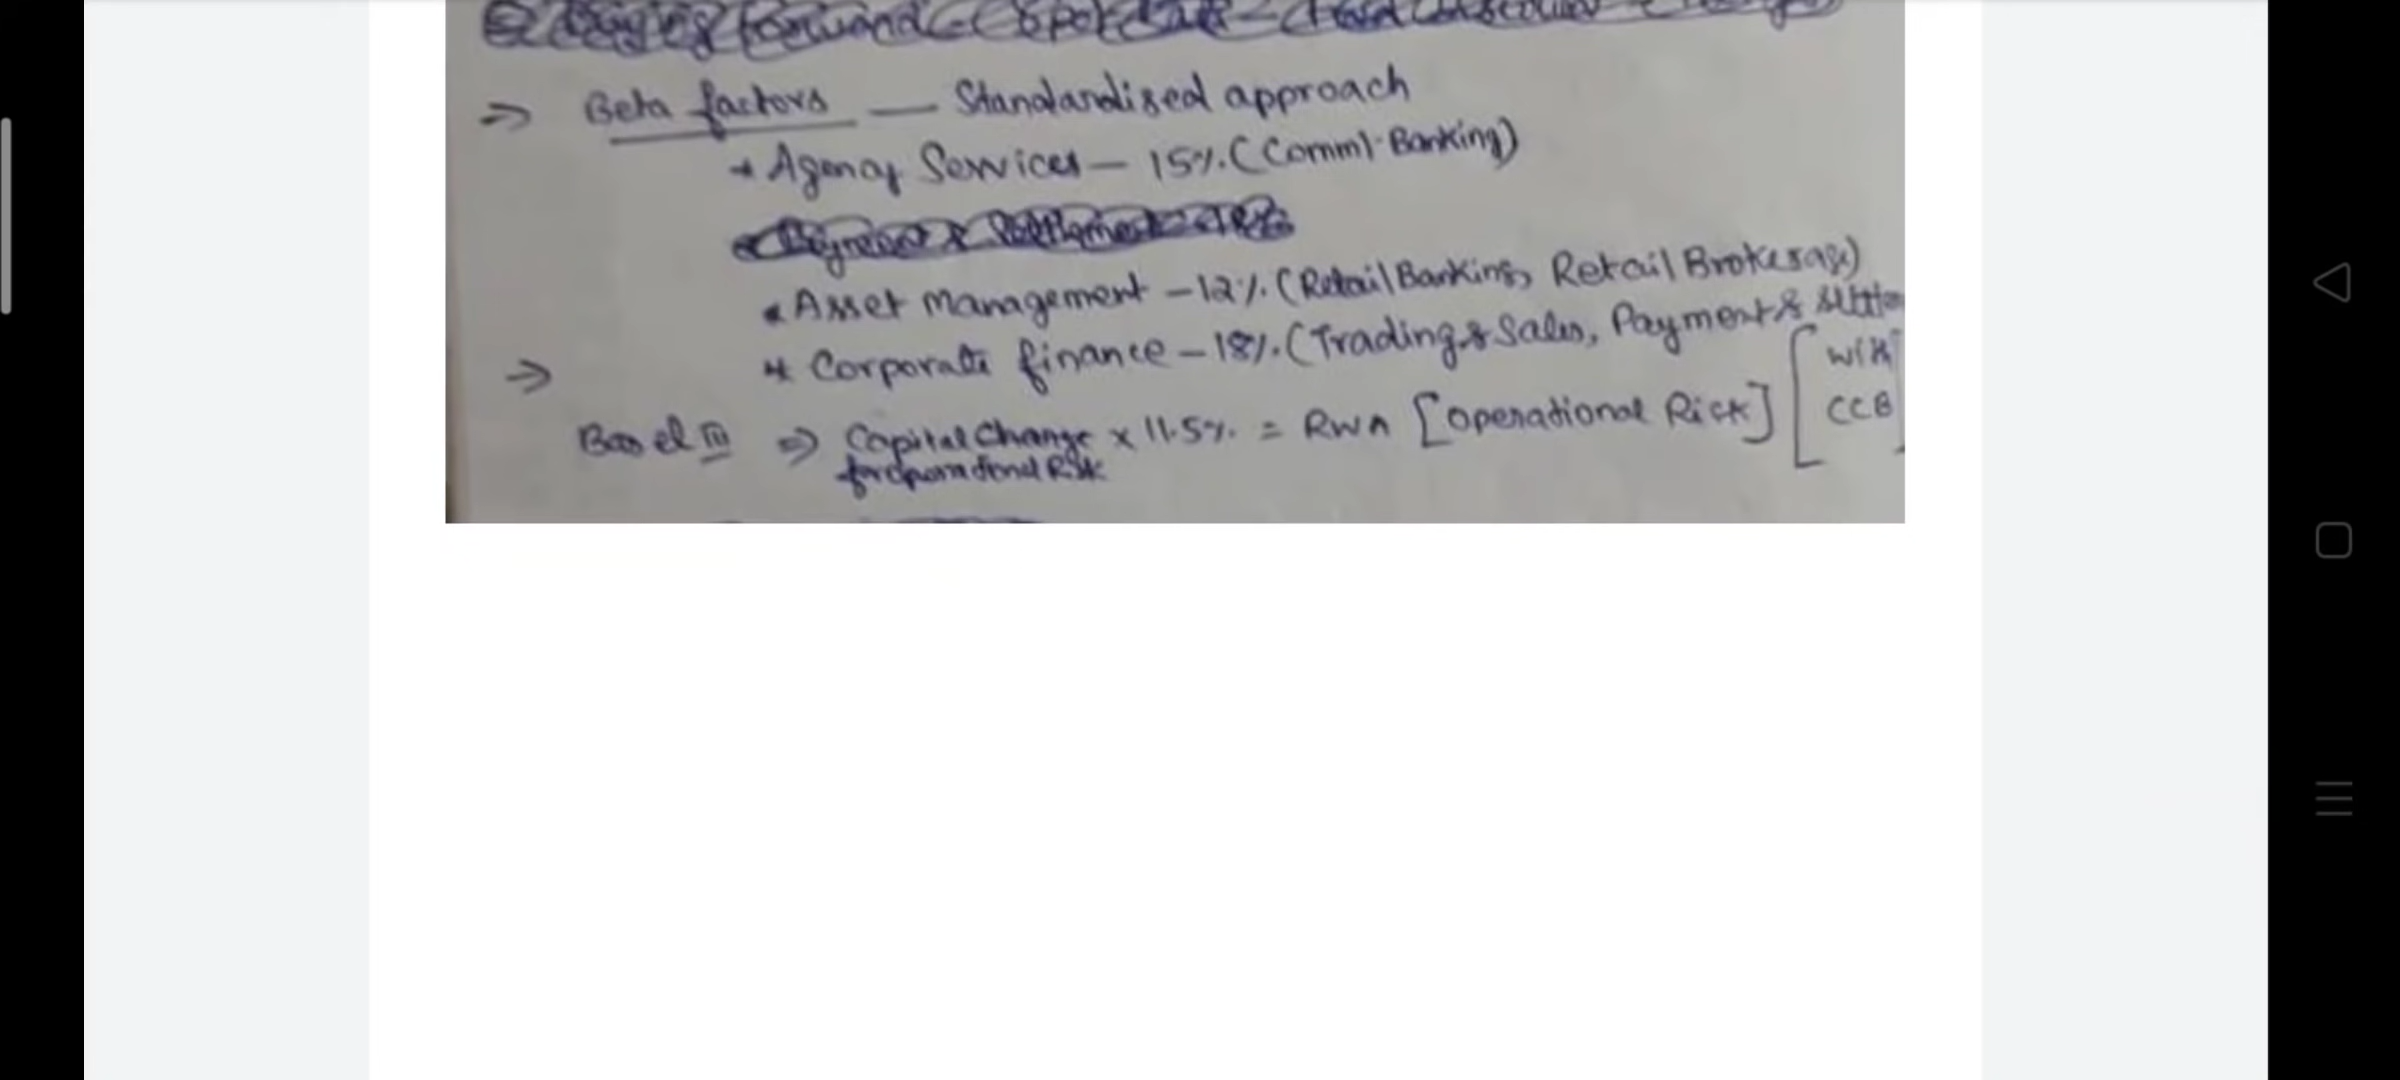 ⇒ Beta factors — Standardised approach
* Agency Services — 15%. (Comml. Banking)
* Asset management — 12%. (Retail Banking, Retail Brokerage)
* Corporate finance — 18%. (Trading & Sales, Payment &
⇒
Basel III ⇒ Capital Charge x 11.5%. = RWA [Operational Risk] [ with
CCB ]
for operational Risk